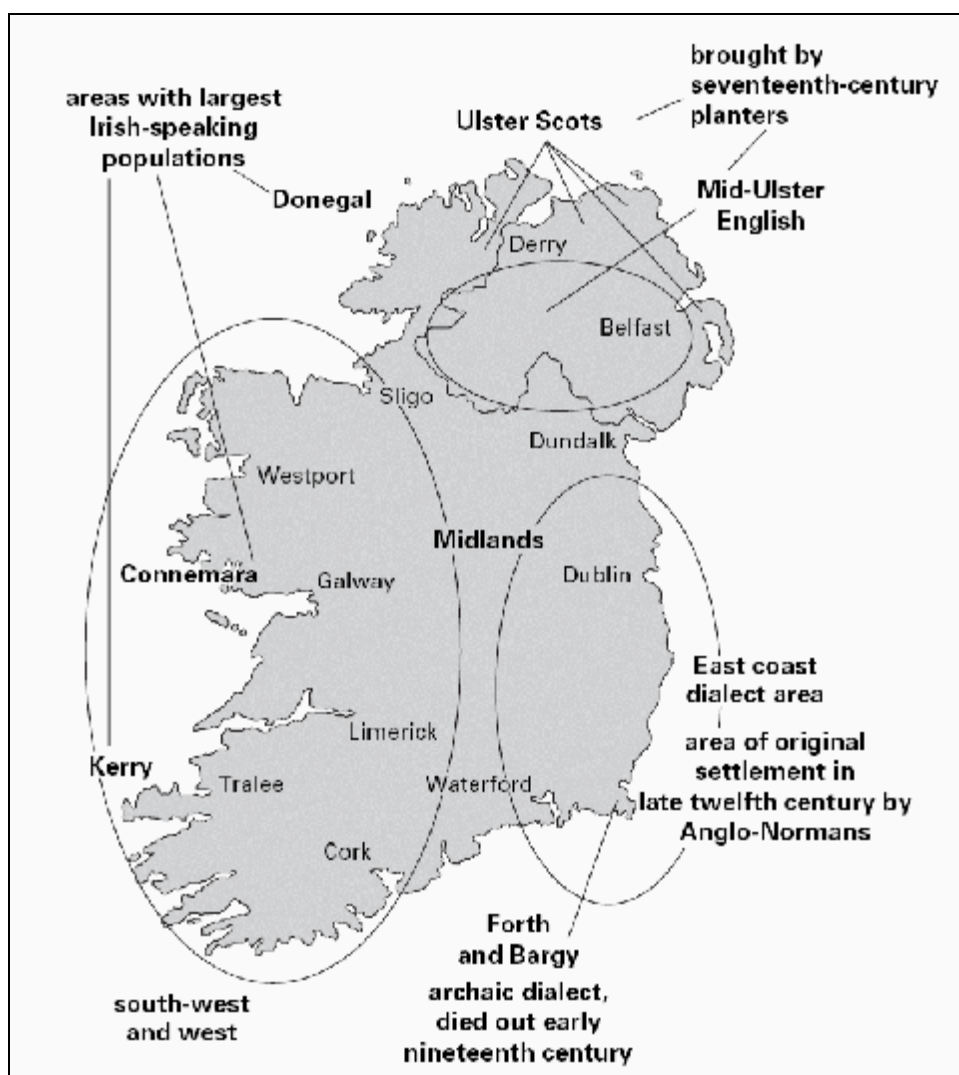 areas with largest
Irish-speaking
populations
Donegal
Ulster Scots
brought by
seventeenth-century
planters
Mid-Ulster
English
Derry
Belfast
Sligo
Dundalk
Westport
Midlands
Connemara
Galway
Dublin
East coast
dialect area
Limerick
area of original
settlement in
late twelfth century by
Anglo-Normans
Kerry
Tralee
Waterford
Cork
Forth
and Bargy
archaic dialect,
died out early
nineteenth century
south-west
and west